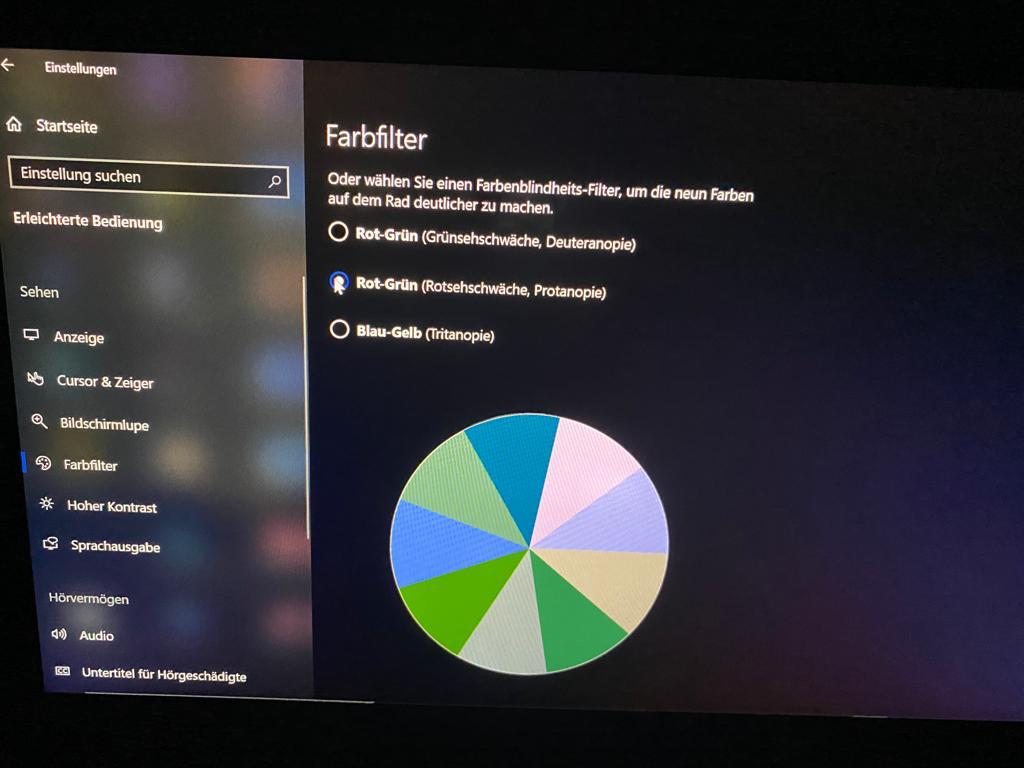 Einstellungen
Startseite
Einstellung suchen
Erleichterte Bedienung
Sehen
Anzeige
Cursor & Zeiger
Bildschirmlupe
Farbfilter
Hoher Kontrast
Sprachausgabe
Hörvermögen
Audio
CC Untertitel für Hörgeschädigte
Farbfilter
Oder wählen Sie einen Farbenblindheits-Filter, um die neun Farben
auf dem Rad deutlicher zu machen.
Rot-Grün (Grünsehschwäche, Deuteranopie)
Rot-Grün (Rotsehschwäche, Protanopie)
Blau-Gelb (Tritanopie)